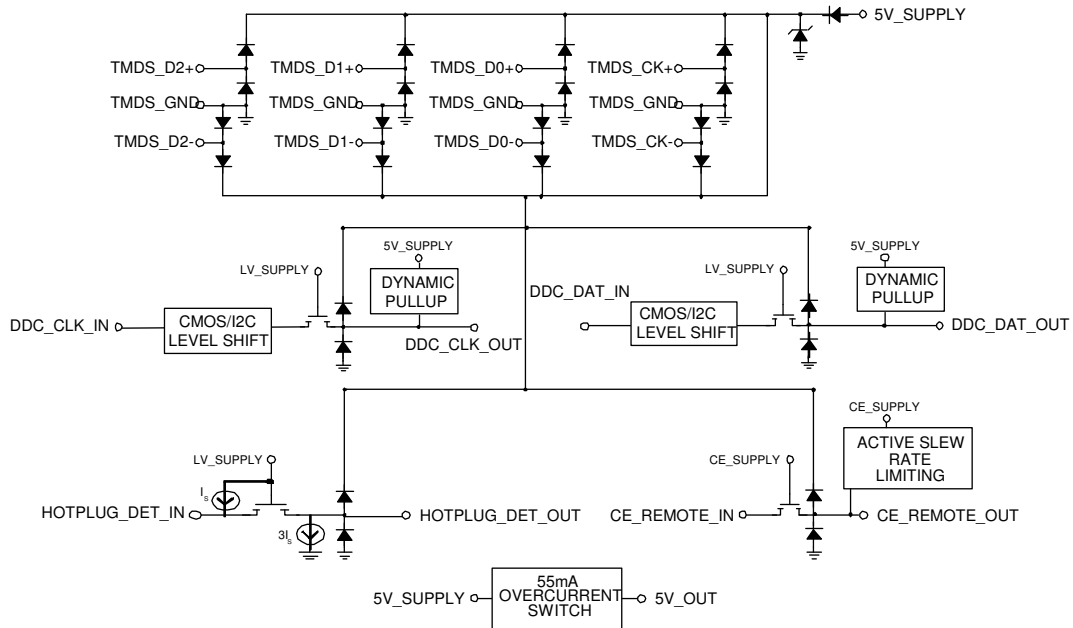 5V_SUPPLY
TMDS_D2+
TMDS_D1+
TMDS_D0+
TMDS_CK+
TMDS_GND
TMDS_GND
TMDS_GND
TMDS_GND
TMDS_D2-
TMDS_D1-
TMDS_D0-
TMDS_CK-
5V_SUPPLY
5V_SUPPLY
LV_SUPPLY
LV_SUPPLY
DYNAMIC
PULLUP
DYNAMIC
PULLUP
DDC_DAT_IN
DDC_CLK_IN
CMOS/I2C
LEVEL SHIFT
DDC_CLK_OUT
CMOS/I2C
LEVEL SHIFT
DDC_DAT_OUT
CE_SUPPLY
LV_SUPPLY
CE_SUPPLY
ACTIVE SLEW
RATE
LIMITING
IS
HOTPLUG_DET_IN
3IS
HOTPLUG_DET_OUT
CE_REMOTE_IN
CE_REMOTE_OUT
5V_SUPPLY
55mA
OVERCURRENT
SWITCH
5V_OUT